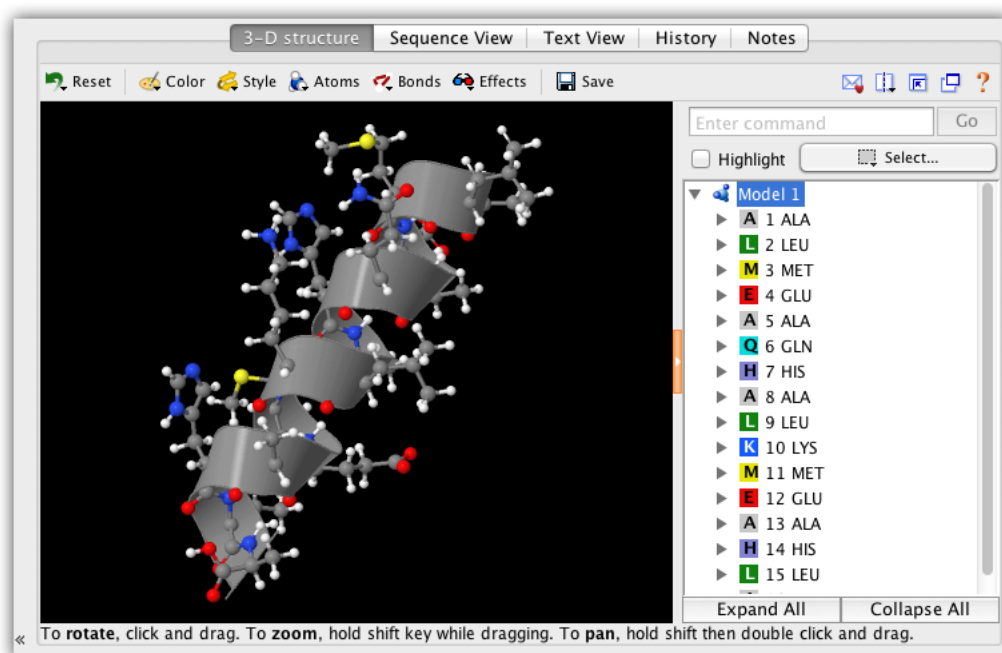 3-D structure Sequence View Text View History Notes
Reset Color Style Atoms Bonds Effects Save ?
Enter command Go
Highlight Select...
Model 1
A 1 ALA
L 2 LEU
M 3 MET
E 4 GLU
A 5 ALA
Q 6 GLN
H 7 HIS
A 8 ALA
L 9 LEU
K 10 LYS
M 11 MET
E 12 GLU
A 13 ALA
H 14 HIS
L 15 LEU
Expand All Collapse All
« To rotate, click and drag. To zoom, hold shift key while dragging. To pan, hold shift then double click and drag.